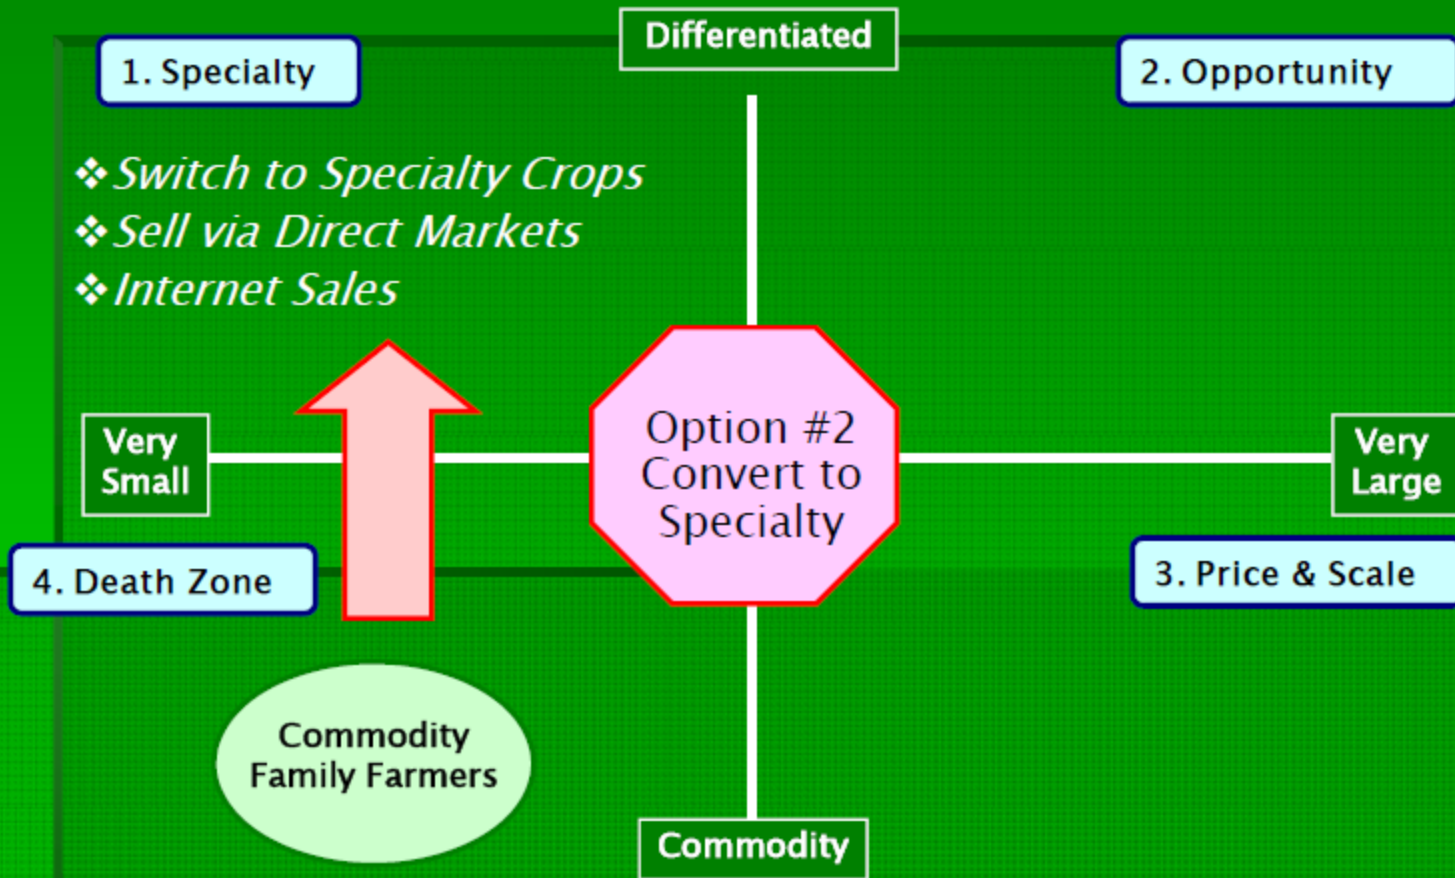 Differentiated
1. Specialty
2. Opportunity
❖Switch to Specialty Crops
❖Sell via Direct Markets
❖Internet Sales
Very
Small
Option #2
Convert to
Specialty
Very
Large
4. Death Zone
3. Price & Scale
Commodity
Family Farmers
Commodity